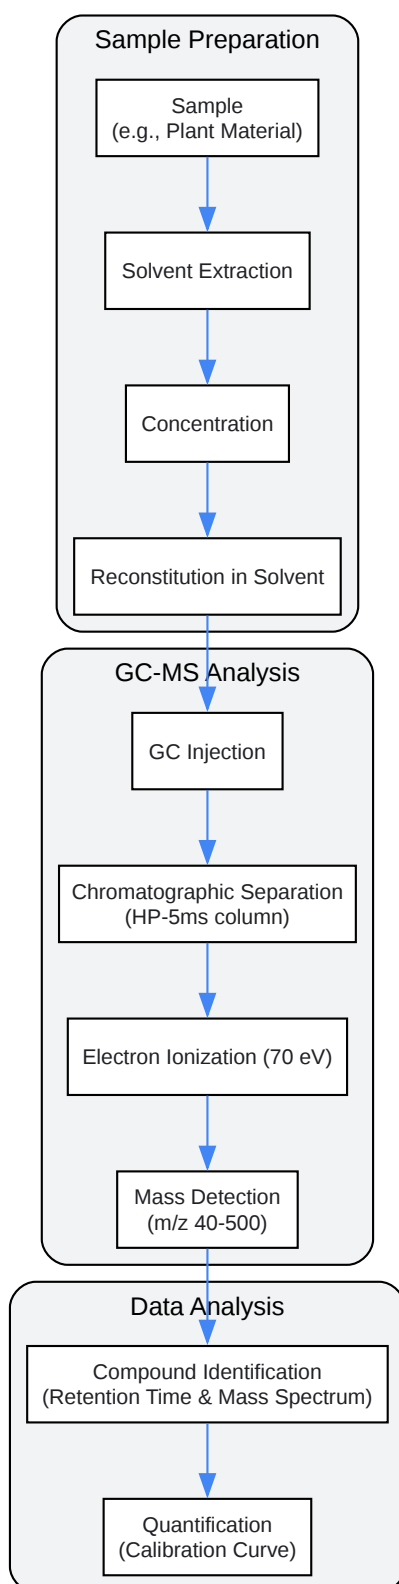 Sample Preparation
Sample
(e.g., Plant Material)
Solvent Extraction
Concentration
Reconstitution in Solvent
GC-MS Analysis
GC Injection
Chromatographic Separation
(HP-5ms column)
Electron Ionization (70 eV)
Mass Detection
(m/z 40-500)
Data Analysis
Compound Identification
(Retention Time & Mass Spectrum)
Quantification
(Calibration Curve)